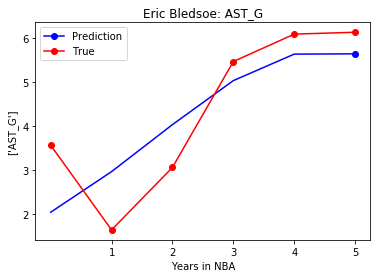 Eric Bledsoe: AST_G
Prediction
True
6
5
4
3
2
['AST_G']
1 2 3 4 5
Years in NBA